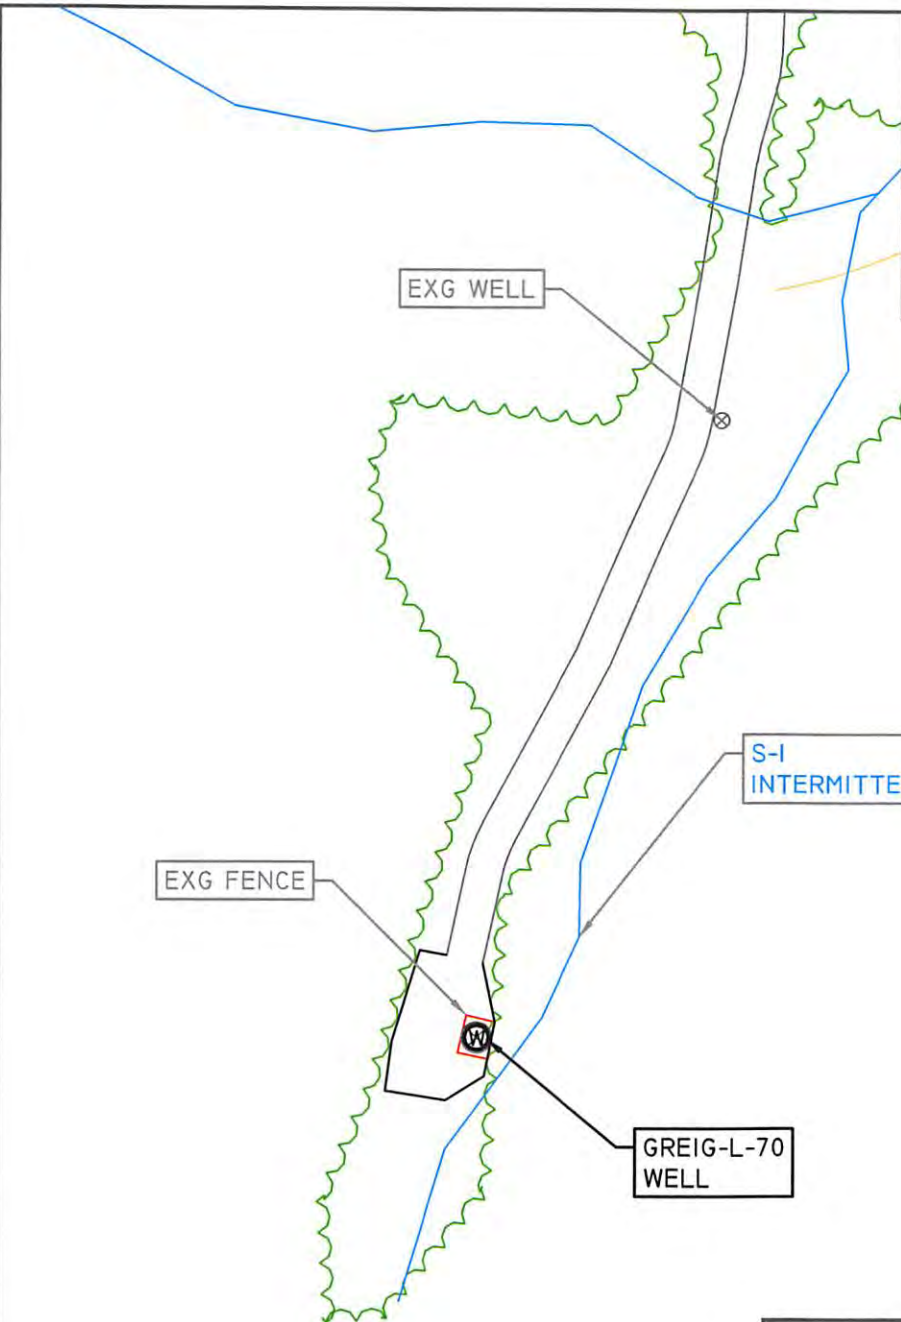 EXG WELL
S-I
INTERMITTE
EXG FENCE
W
GREIG-L-70
WELL